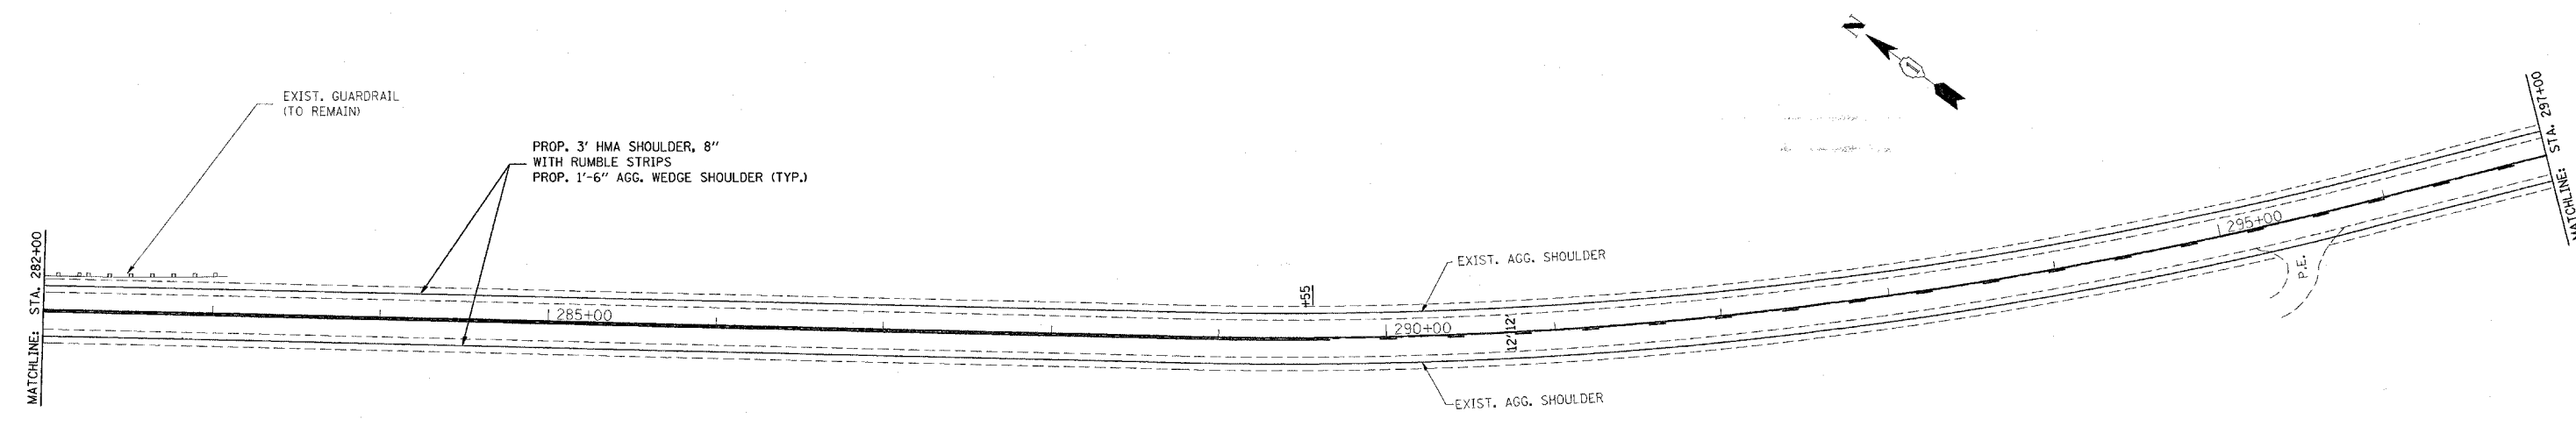 N
EXIST. GUARDRAIL
(TO REMAIN)
PROP. 3' HMA SHOULDER, 8"
WITH RUMBLE STRIPS
PROP. 1'-6" AGG. WEDGE SHOULDER (TYP.)
MATCHLINE: STA. 282+00
285+00
+55
290+00
12' 12'
EXIST. AGG. SHOULDER
EXIST. AGG. SHOULDER
295+00
P.E.
MATCHLINE: STA. 297+00